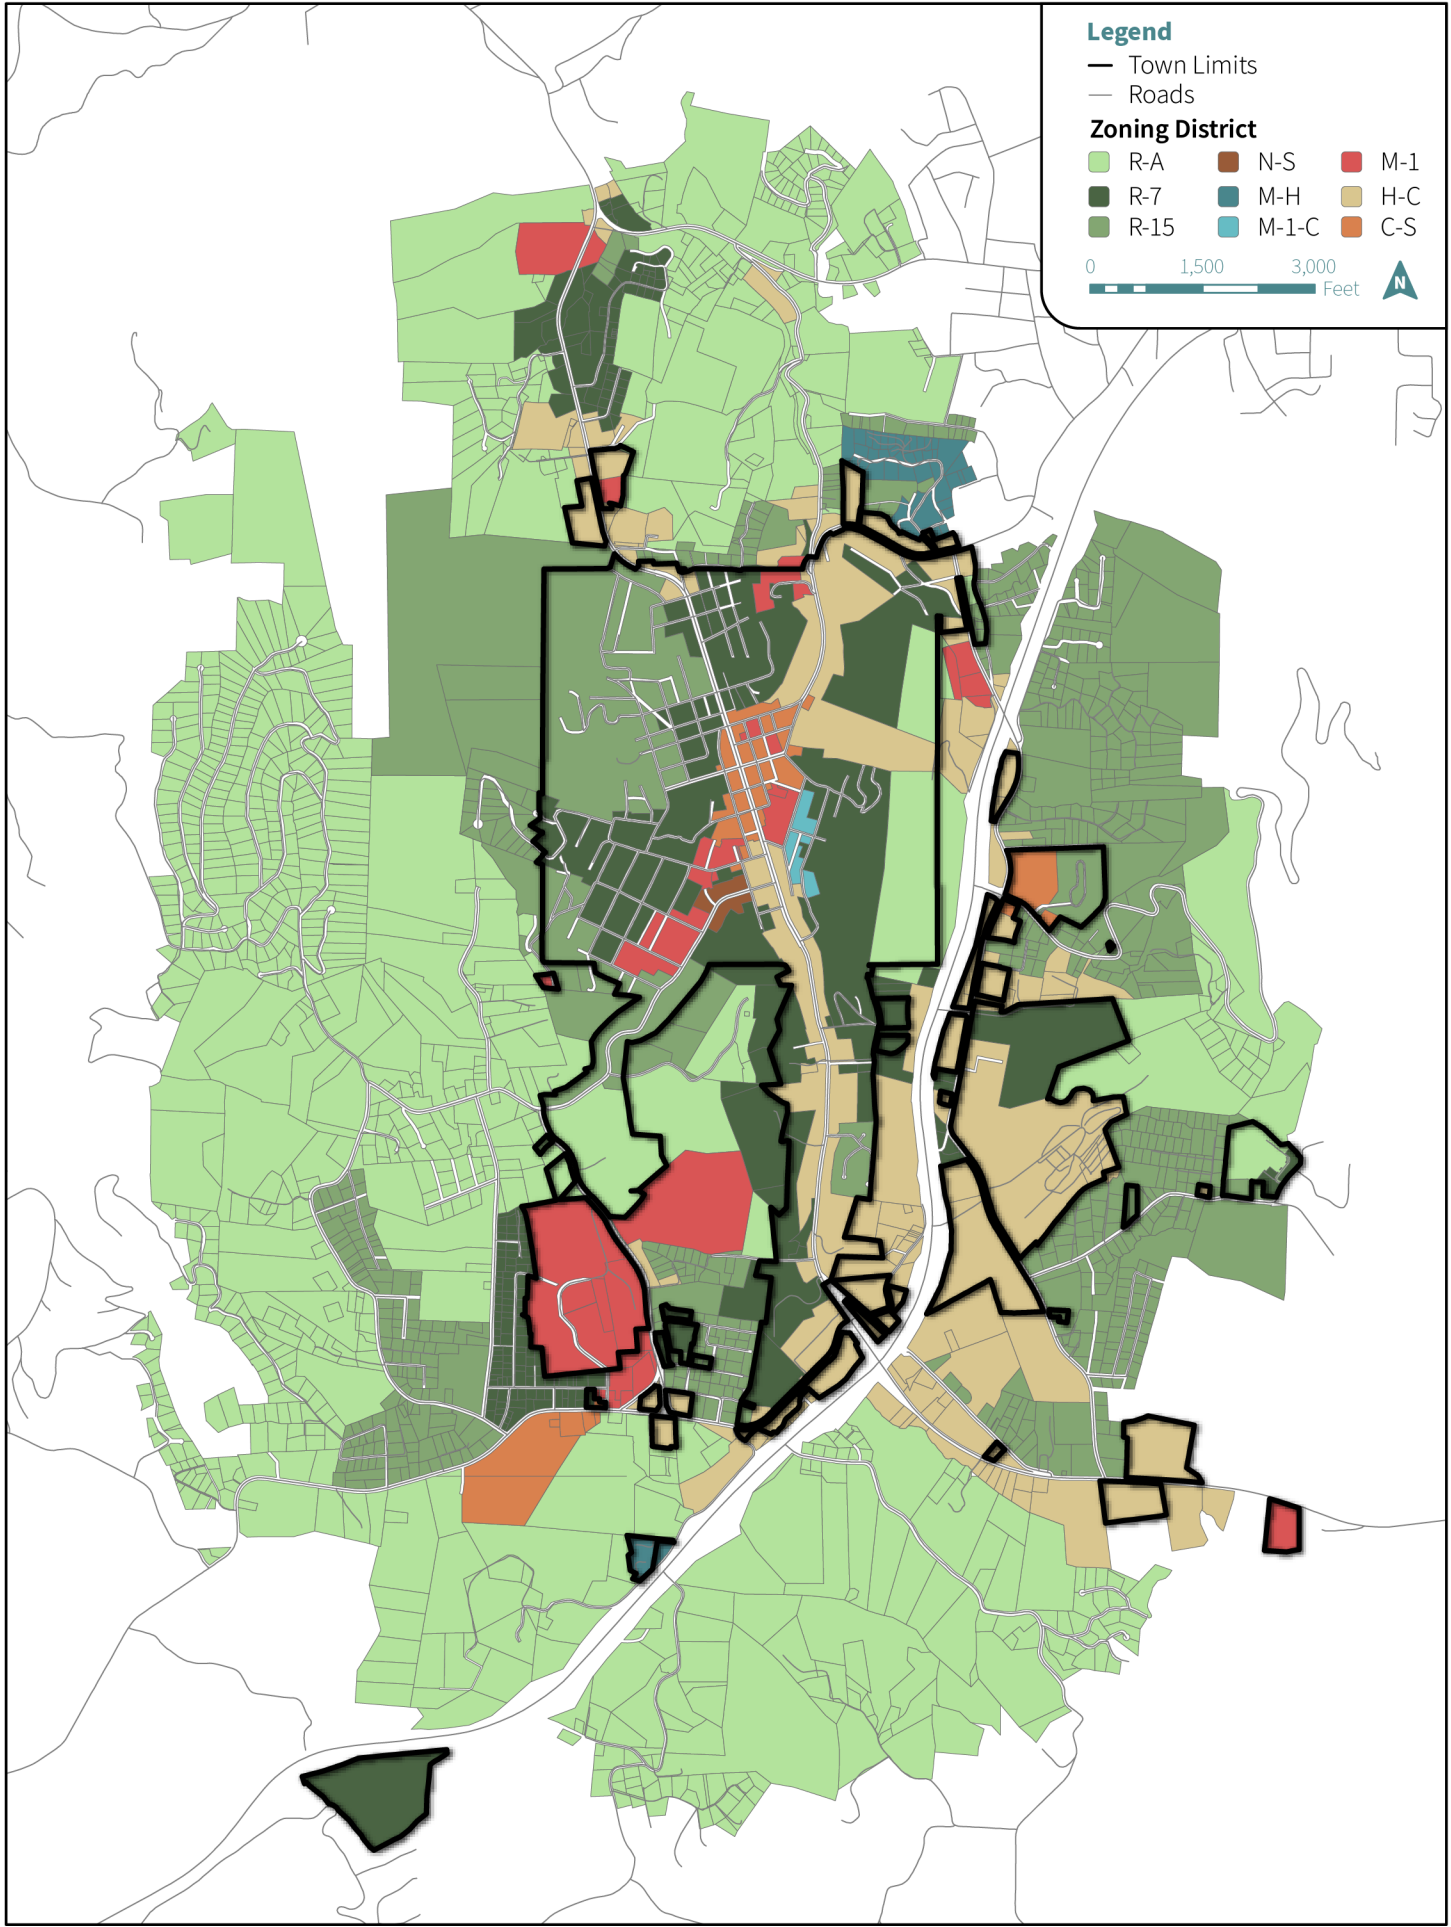 Legend
Town Limits
Roads
Zoning District
R-A N-S M-1
R-7 M-H H-C
R-15 M-1-C C-S
0 1,500 3,000
Feet
N